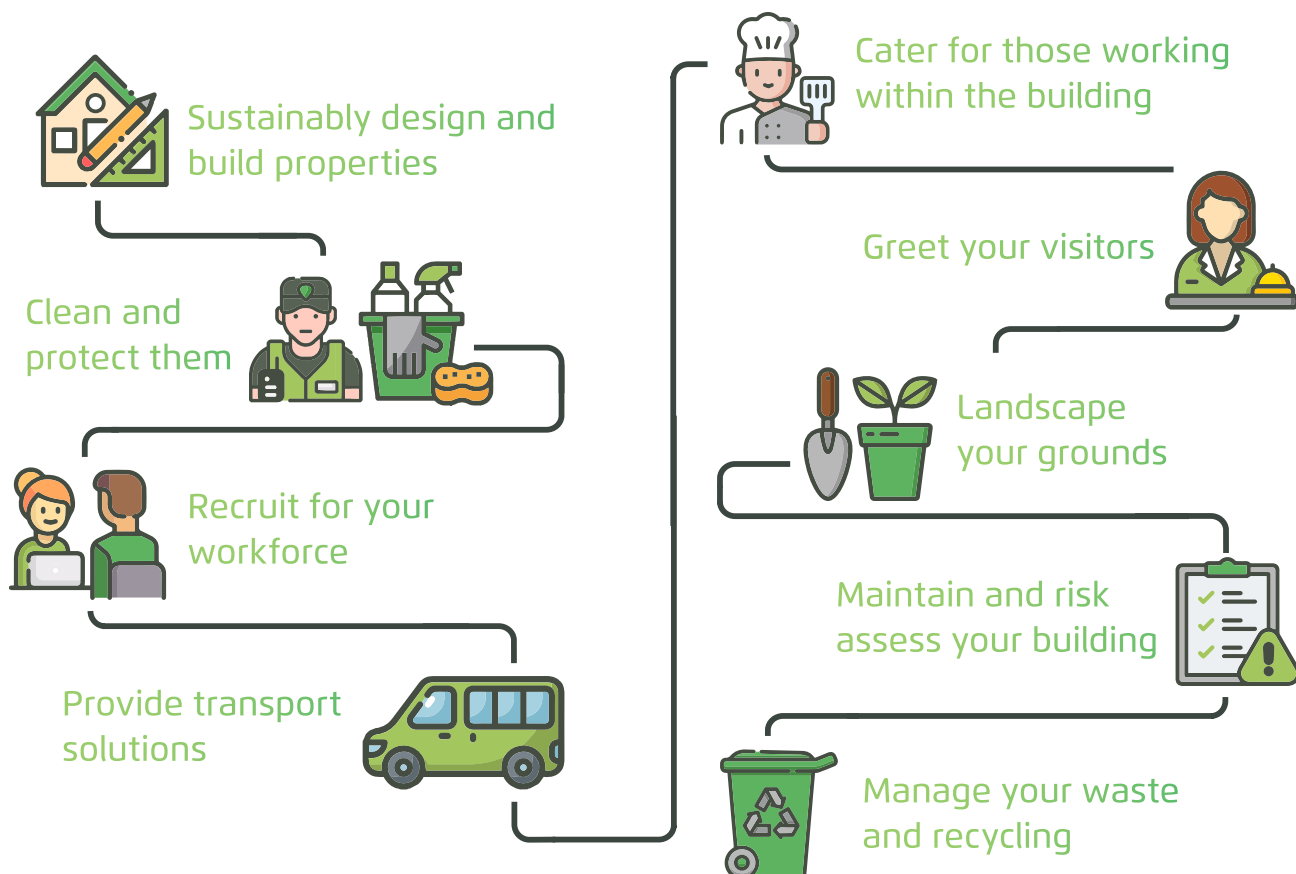 Sustainably design and
build properties
Clean and
protect them
Recruit for your
workforce
Provide transport
solutions
Cater for those working
within the building
Greet your visitors
Landscape
your grounds
Maintain and risk
assess your building
Manage your waste
and recycling